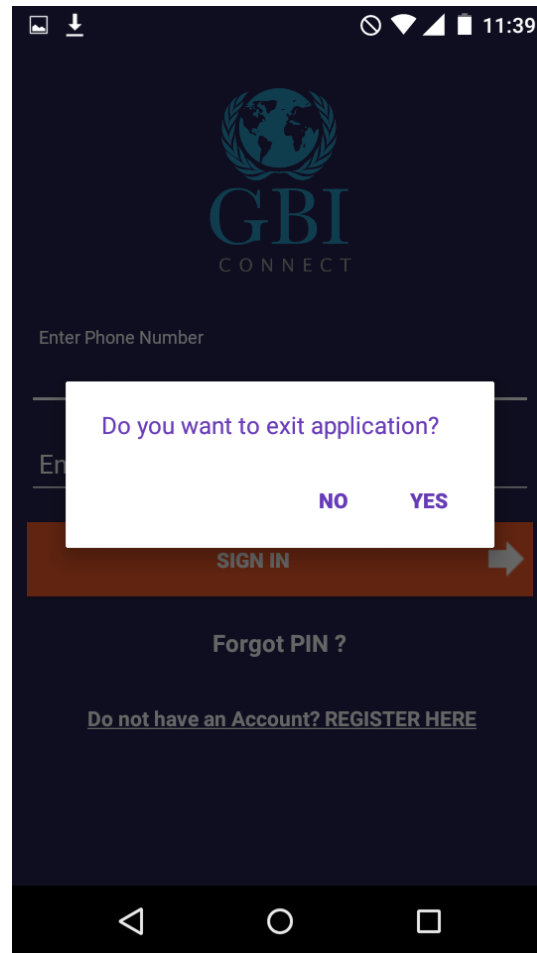 11:39
GBI
CONNECT
Enter Phone Number
Do you want to exit application?
NO YES
SIGN IN
Forgot PIN ?
Do not have an Account? REGISTER HERE